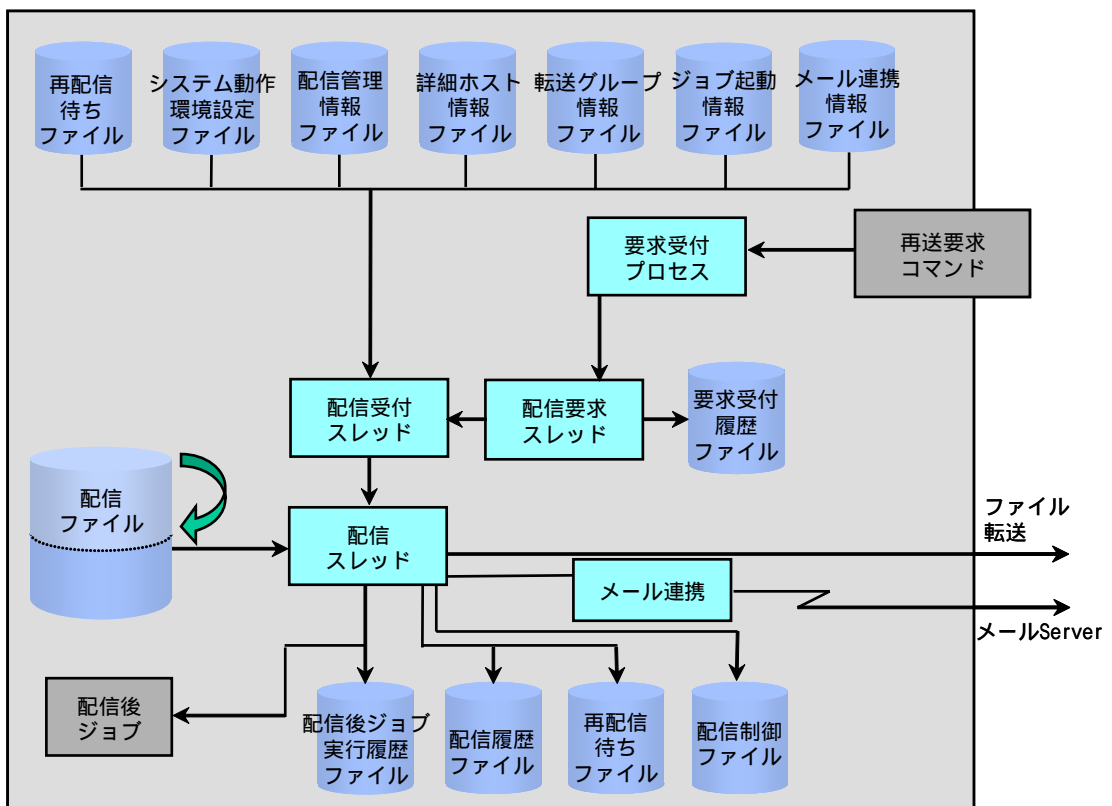 再配信
待ち
ファイル
システム動作
環境設定
ファイル
配信管理
情報
ファイル
詳細ホスト
情報
ファイル
転送グループ
情報
ファイル
ジョブ起動
情報
ファイル
メール連携
情報
ファイル
要求受付
プロセス
再送要求
コマンド
配信受付
スレッド
配信要求
スレッド
要求受付
履歴
ファイル
配信
ファイル
配信
スレッド
ファイル
転送
メール連携
メールServer
配信後
ジョブ
配信後ジョブ
実行履歴
ファイル
配信履歴
ファイル
再配信
待ち
ファイル
配信制御
ファイル